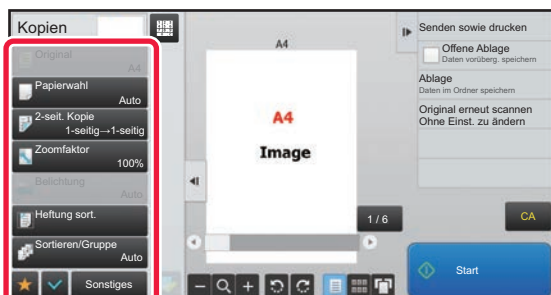 Kopien
Original
A4
Papierwahl
Auto
2-seit. Kopie
1-seitig→1-seitig
Zoomfaktor
100%
Belichtung
Auto
Heftung sort.
Sortieren/Gruppe
Auto
Sonstiges
A4
A4
Image
1 / 6
Senden sowie drucken
Offene Ablage
Daten vorüberg. speichern
Ablage
Daten im Ordner speichern
Original erneut scannen
Ohne Einst. zu ändern
CA
Start